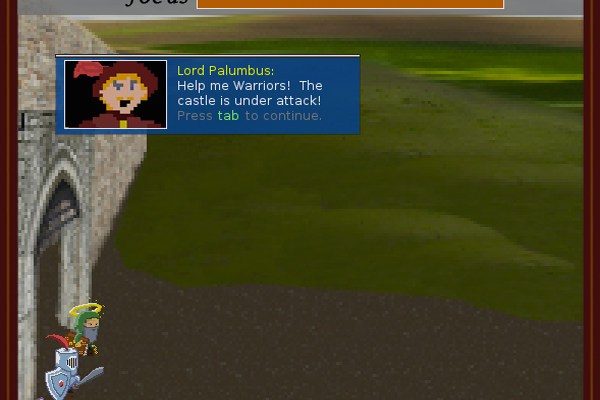 focus
Lord Palumbus:
Help me Warriors! The
castle is under attack!
Press tab to continue.